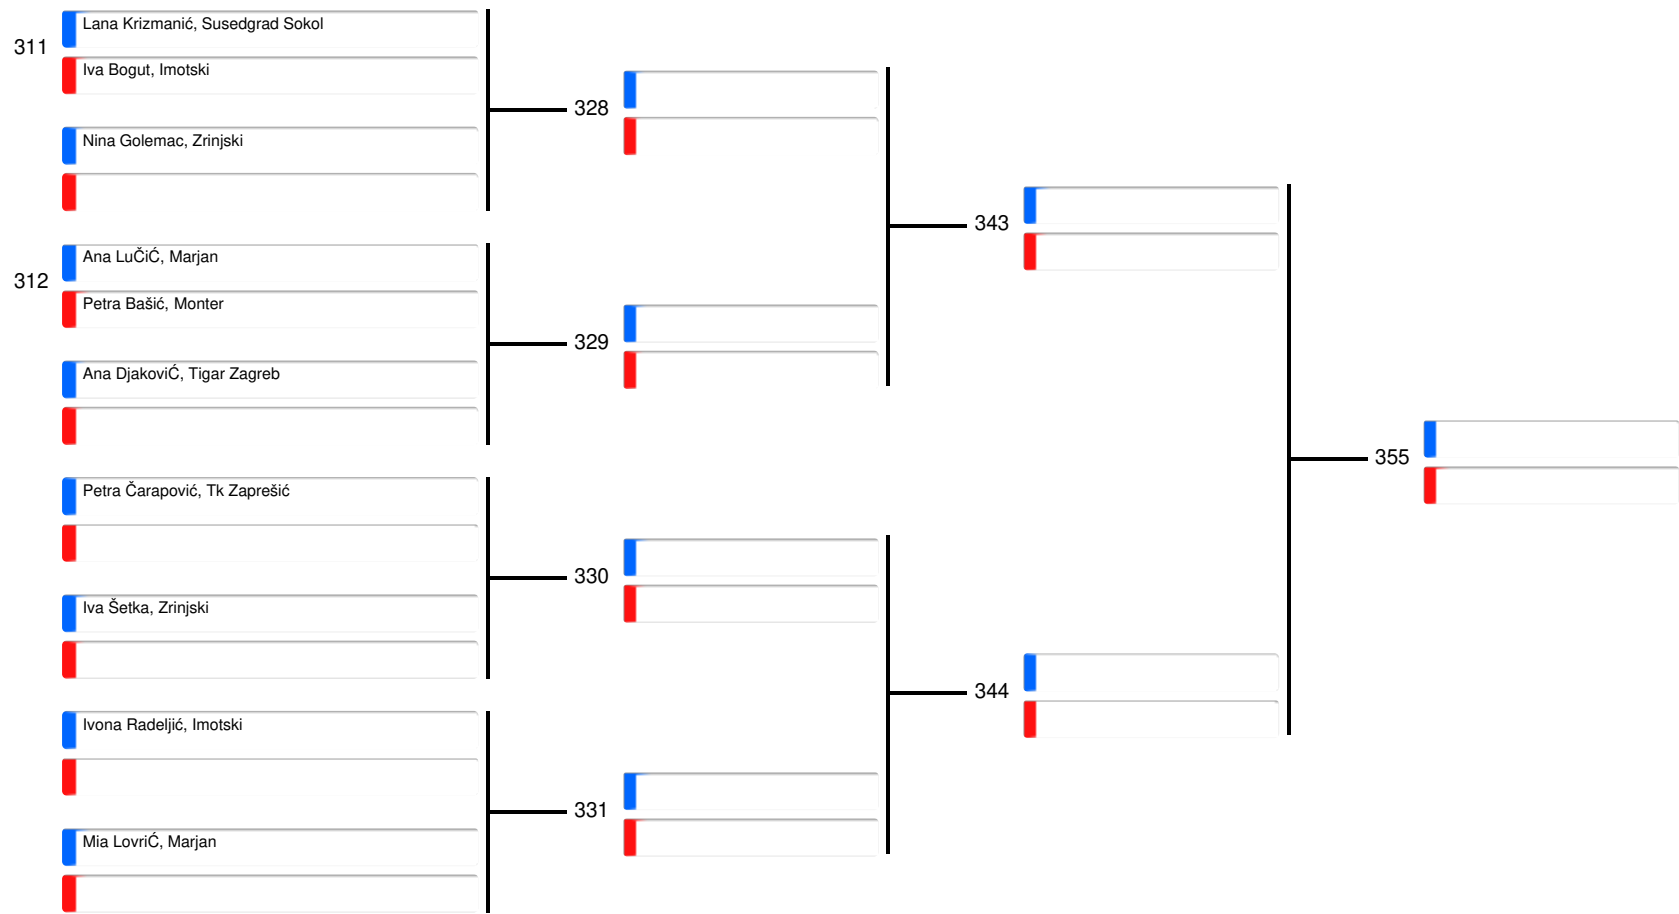 Lana Krizmanić, Susedgrad Sokol
311
Iva Bogut, Imotski
328
Nina Golemac, Zrinjski
343
Ana LuČiĆ, Marjan
312
Petra Bašić, Monter
329
Ana DjakoviĆ, Tigar Zagreb
355
Petra Čarapović, Tk Zaprešić
330
Iva Šetka, Zrinjski
344
Ivona Radeljić, Imotski
331
Mia LovriĆ, Marjan